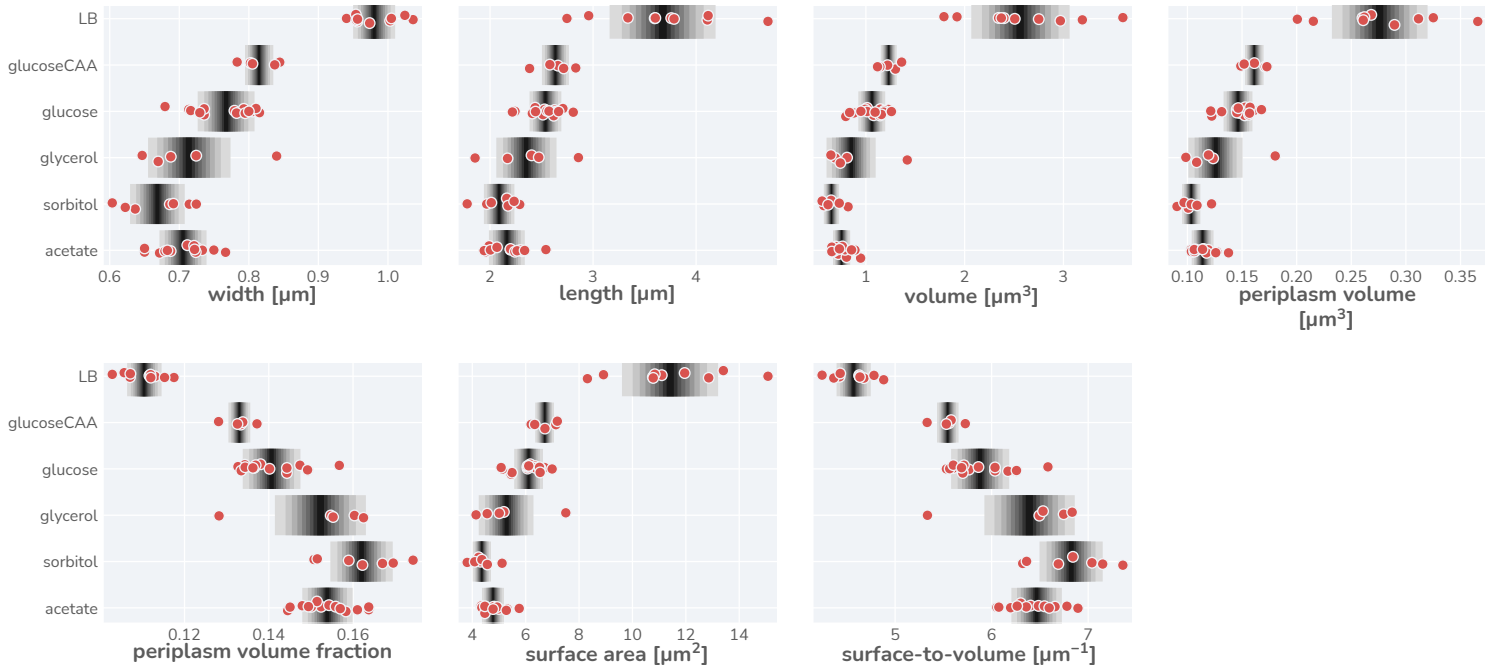 LB
glucoseCAA
glucose
glycerol
sorbitol
acetate
0.6 0.7 0.8 0.9 1.0
width [μm]
2 3 4
length [μm]
1 2 3
volume [μm³]
0.10 0.15 0.20 0.25 0.30 0.35
periplasm volume
[μm³]
LB
glucoseCAA
glucose
glycerol
sorbitol
acetate
0.12 0.14 0.16
periplasm volume fraction
4 6 8 10 12 14
surface area [μm²]
5 6 7
surface-to-volume [μm⁻¹]